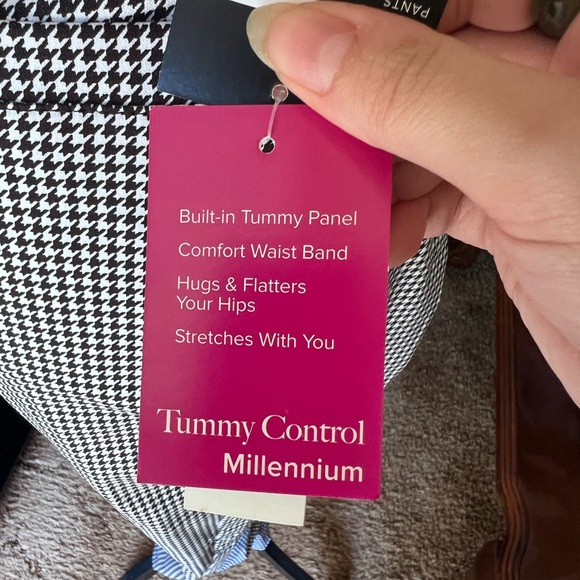 PANTS
Built-in Tummy Panel
Comfort Waist Band
Hugs & Flatters
Your Hips
Stretches With You
Tummy Control
Millennium